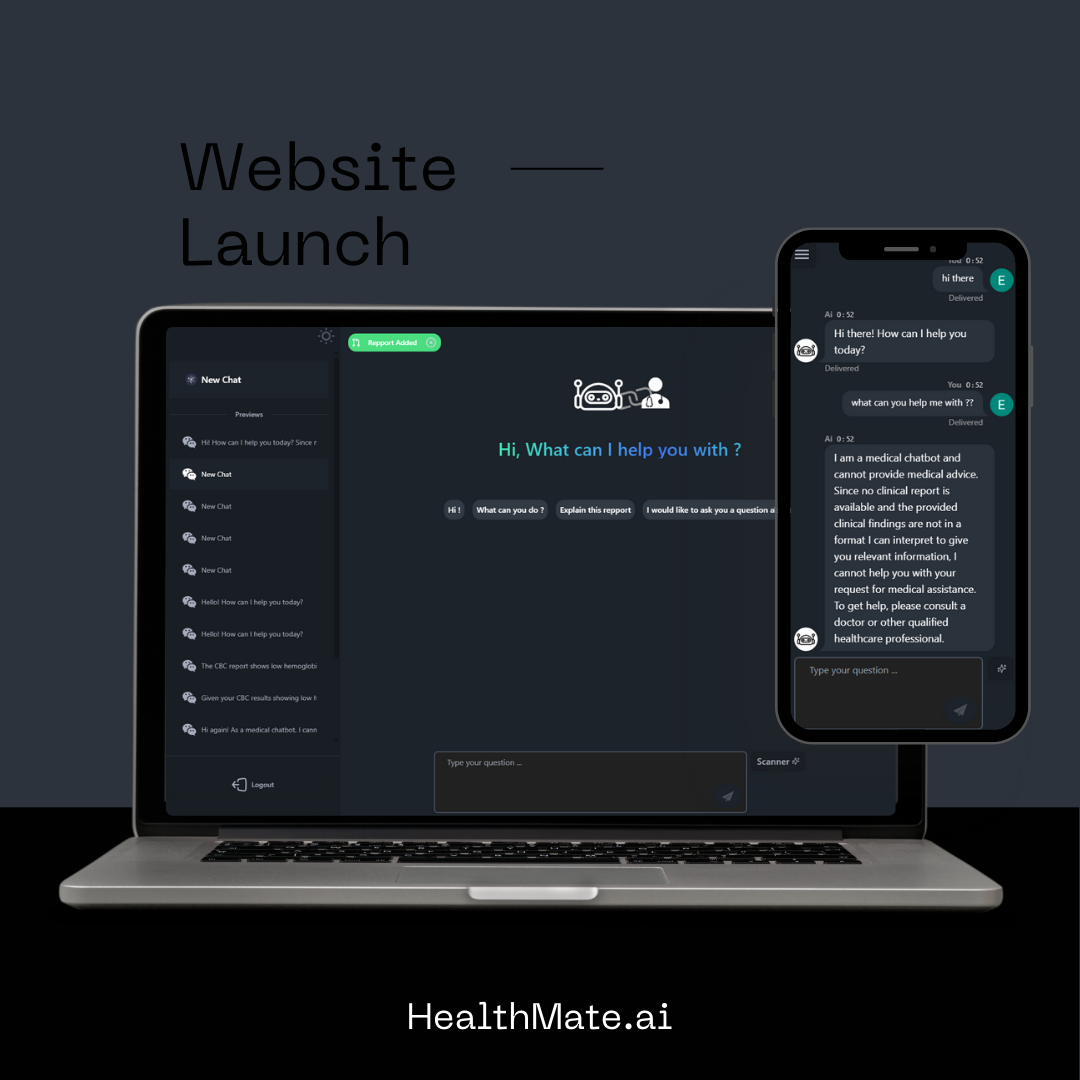 Website
Launch
Repport Added
New Chat
Previews
Hi! How can I help you today? Since
New Chat
New Chat
New Chat
New Chat
Hello! How can I help you today?
Hello! How can I help you today?
The CBC report shows low hemoglobi
Given your CBC results showing low
Hi again! As a medical chatbot, I cann
Logout
Hi, What can I help you with ?
Hi !
What can you do ?
Explain this repport
I would like to ask you a question
Type your question ...
Scanner
You 0:52
hi there
E
Delivered
Ai 0:52
Hi there! How can I help you
today?
Delivered
You 0:52
what can you help me with ??
E
Delivered
Ai 0:52
I am a medical chatbot and
cannot provide medical advice.
Since no clinical report is
available and the provided
clinical findings are not in a
format I can interpret to give
you relevant information, I
cannot help you with your
request for medical assistance.
To get help, please consult a
doctor or other qualified
healthcare professional.
Type your question ...
HealthMate.ai